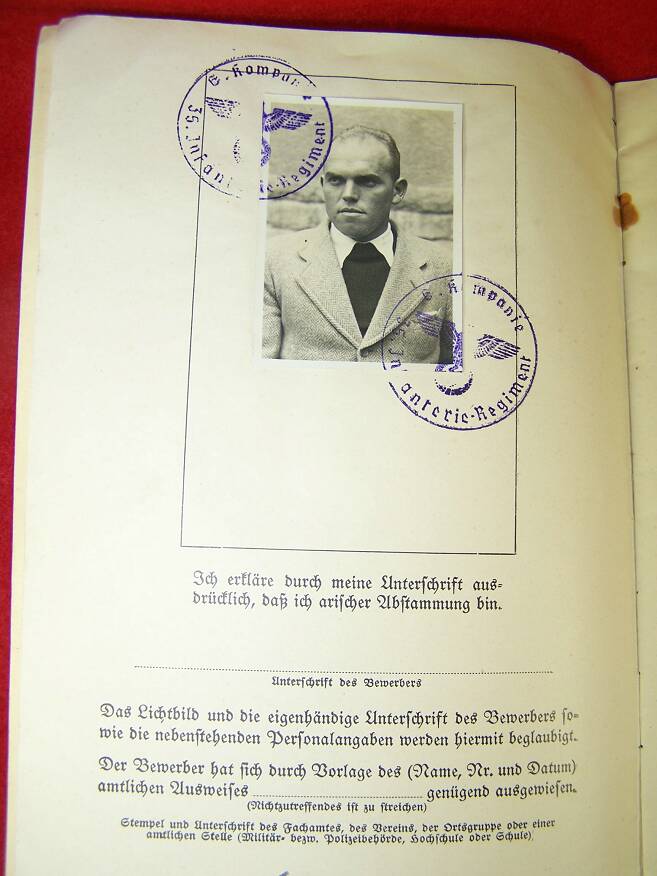 E.-Kompanie
35. Infanterie-Regiment
E. Kompanie
35. Infanterie-Regiment
Ich erkläre durch meine Unterschrift aus-
drücklich, daß ich arischer Abstammung bin.
Unterschrift des Bewerbers
Das Lichtbild und die eigenhändige Unterschrift des Bewerbers so-
wie die nebenstehenden Personalangaben werden hiermit beglaubigt.
Der Bewerber hat sich durch Vorlage des (Name, Nr. und Datum)
amtlichen Ausweises genügend ausgewiesen.
(Nichtzutreffendes ist zu streichen)
Stempel und Unterschrift des Fachamtes, des Vereins, der Ortsgruppe oder einer
amtlichen Stelle (Militär- bezw. Polizeibehörde, Hochschule oder Schule)